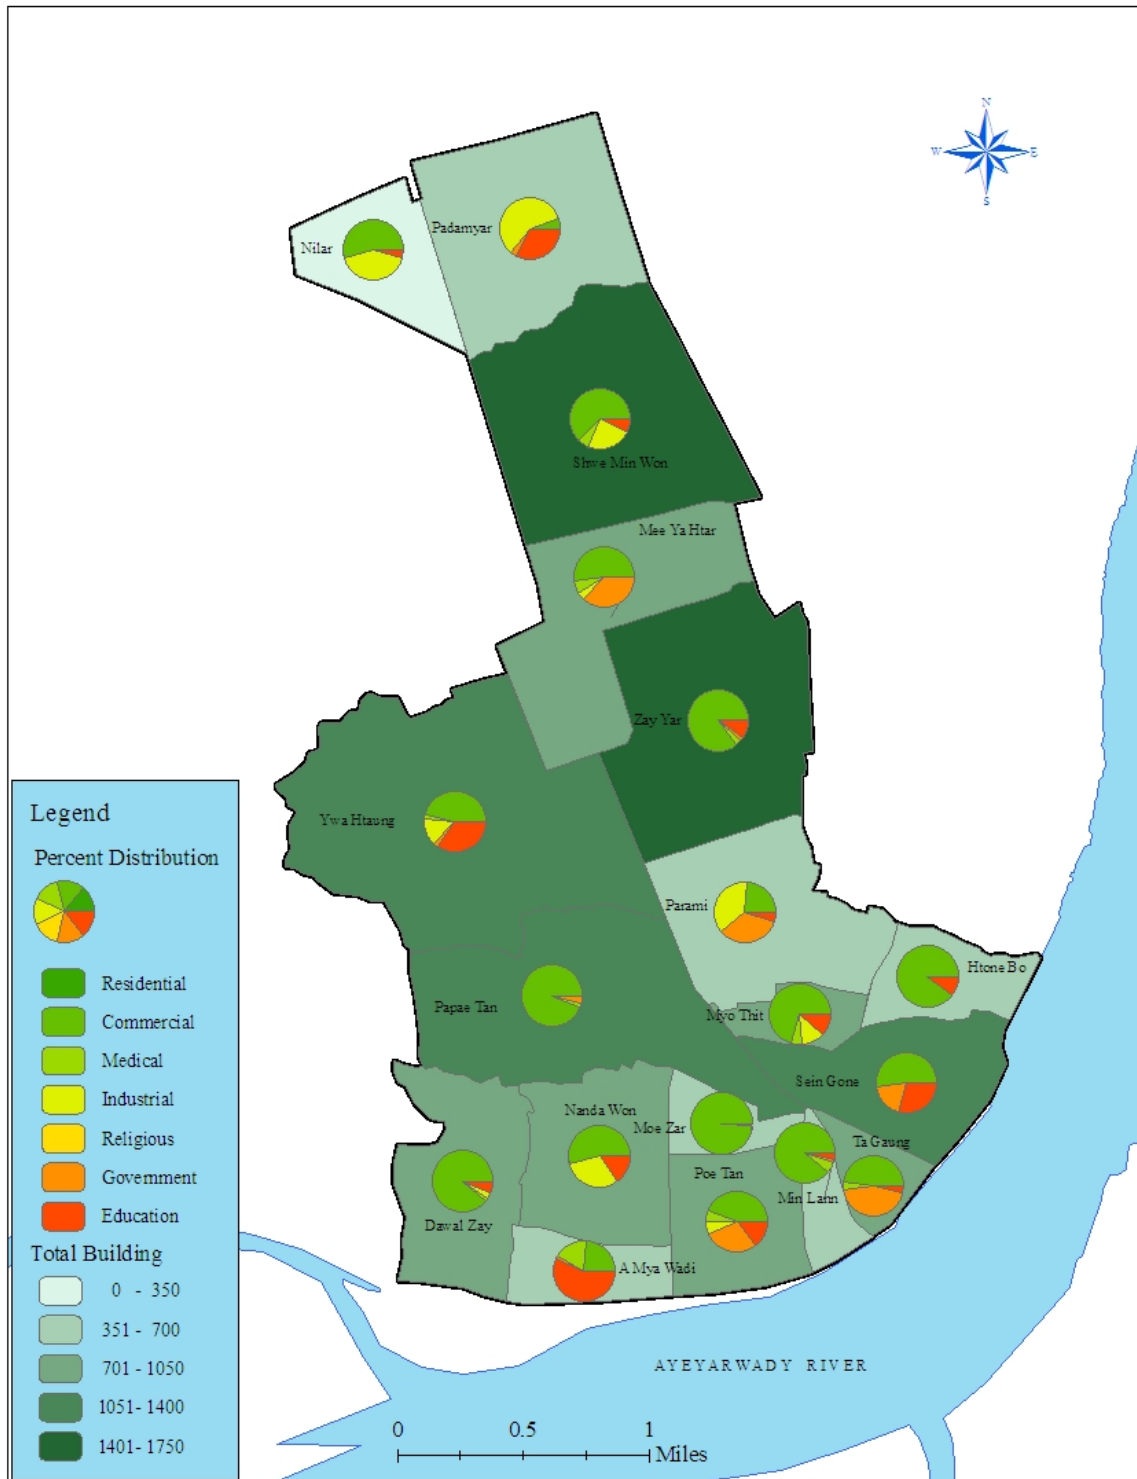 N
W E
S
Padamyar
Nilar
Shwe Min Won
Mee Ya Htar
Zay Yar
Ywa Htaung
Parami
Htone Bo
Papae Tan
Myo Thit
Sein Gone
Nanda Won
Moe Zar
Ta Gaung
Poe Tan
Min Lann
Dawal Zay
A Mya Wadi
AYEYARWADY RIVER
0 0.5 1
Miles
Legend
Percent Distribution
Residential
Commercial
Medical
Industrial
Religious
Government
Education
Total Building
0 - 350
351 - 700
701 - 1050
1051- 1400
1401- 1750